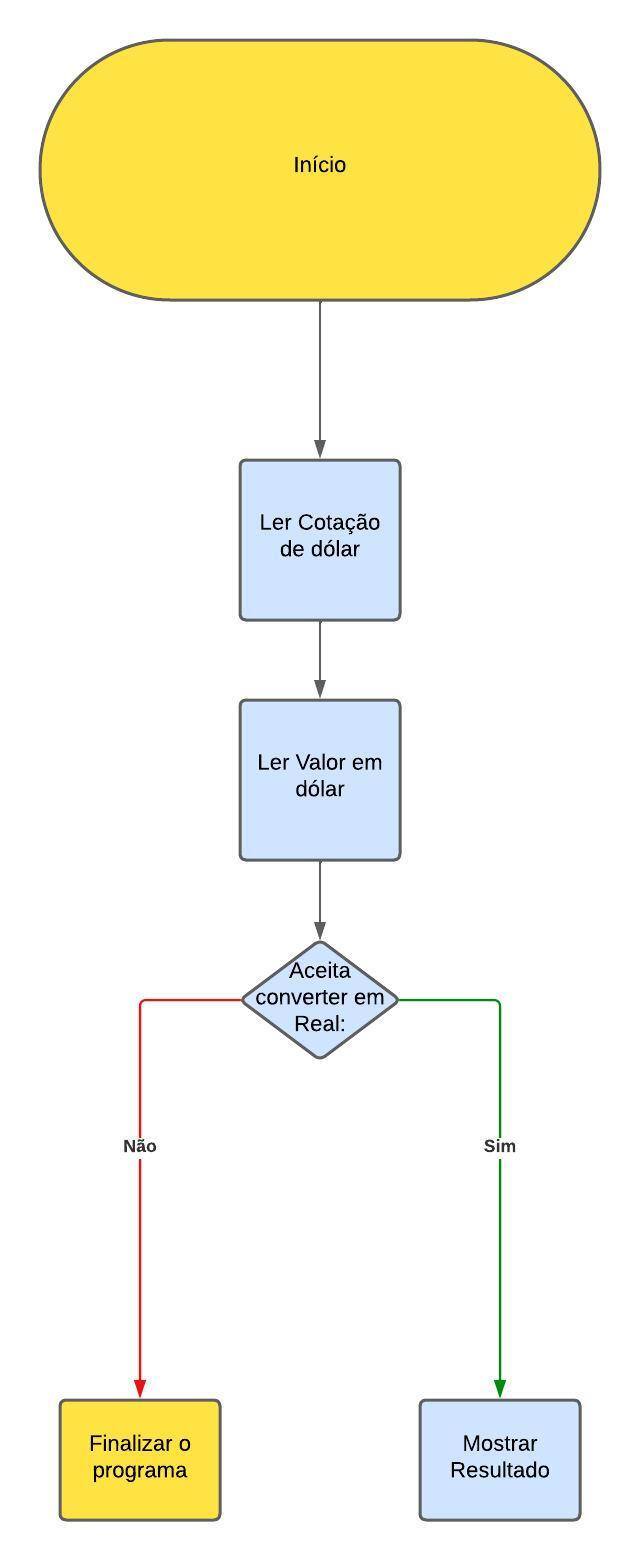 Início
Ler Cotação
de dólar
Ler Valor em
dólar
Aceita
converter em
Real:
Não
Sim
Finalizar o
programa
Mostrar
Resultado